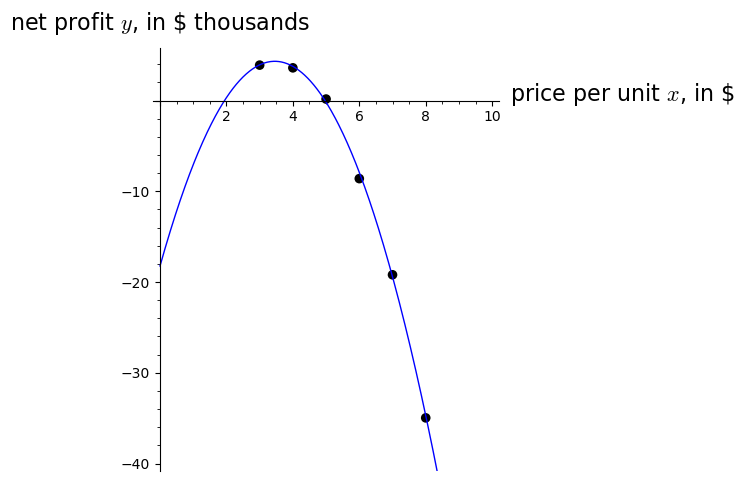 net profit y, in $ thousands
price per unit x, in $
2 4 6 8 10
−10
−20
−30
−40